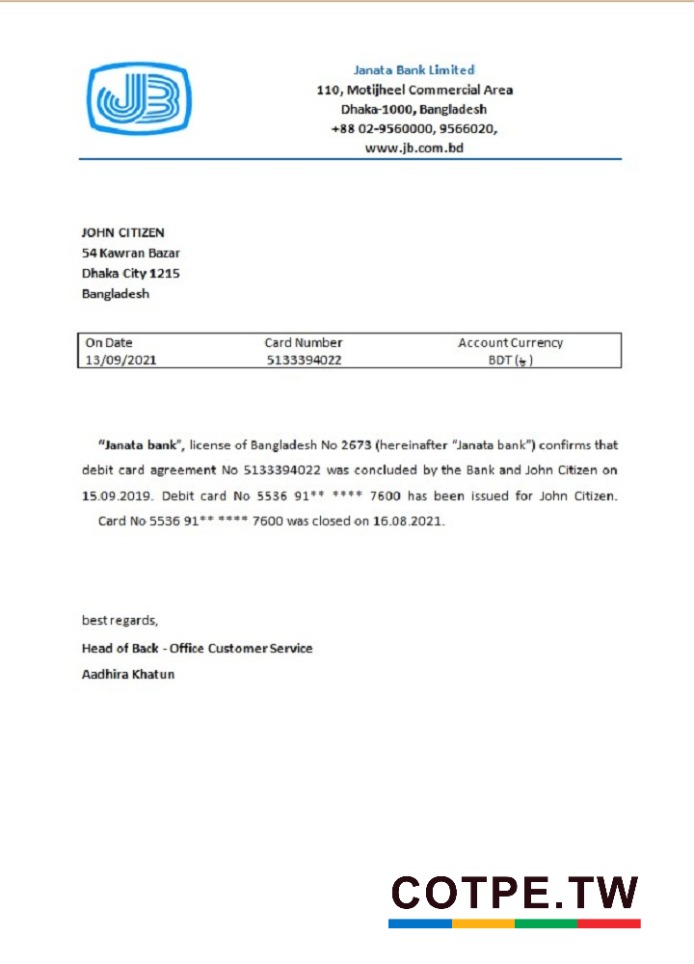 JB
Janata Bank Limited
110, Motijheel Commercial Area
Dhaka-1000, Bangladesh
+88 02-9560000, 9566020,
www.jb.com.bd
JOHN CITIZEN
54 Kawran Bazar
Dhaka City 1215
Bangladesh
On Date Card Number Account Currency
13/09/2021 5133394022 BDT (৳)
"Janata bank", license of Bangladesh No 2673 (hereinafter "Janata bank") confirms that
debit card agreement No 5133394022 was concluded by the Bank and John Citizen on
15.09.2019. Debit card No 5536 91** **** 7600 has been issued for John Citizen.
Card No 5536 91** **** 7600 was closed on 16.08.2021.
best regards,
Head of Back - Office Customer Service
Aadhira Khatun
COTPE.TW